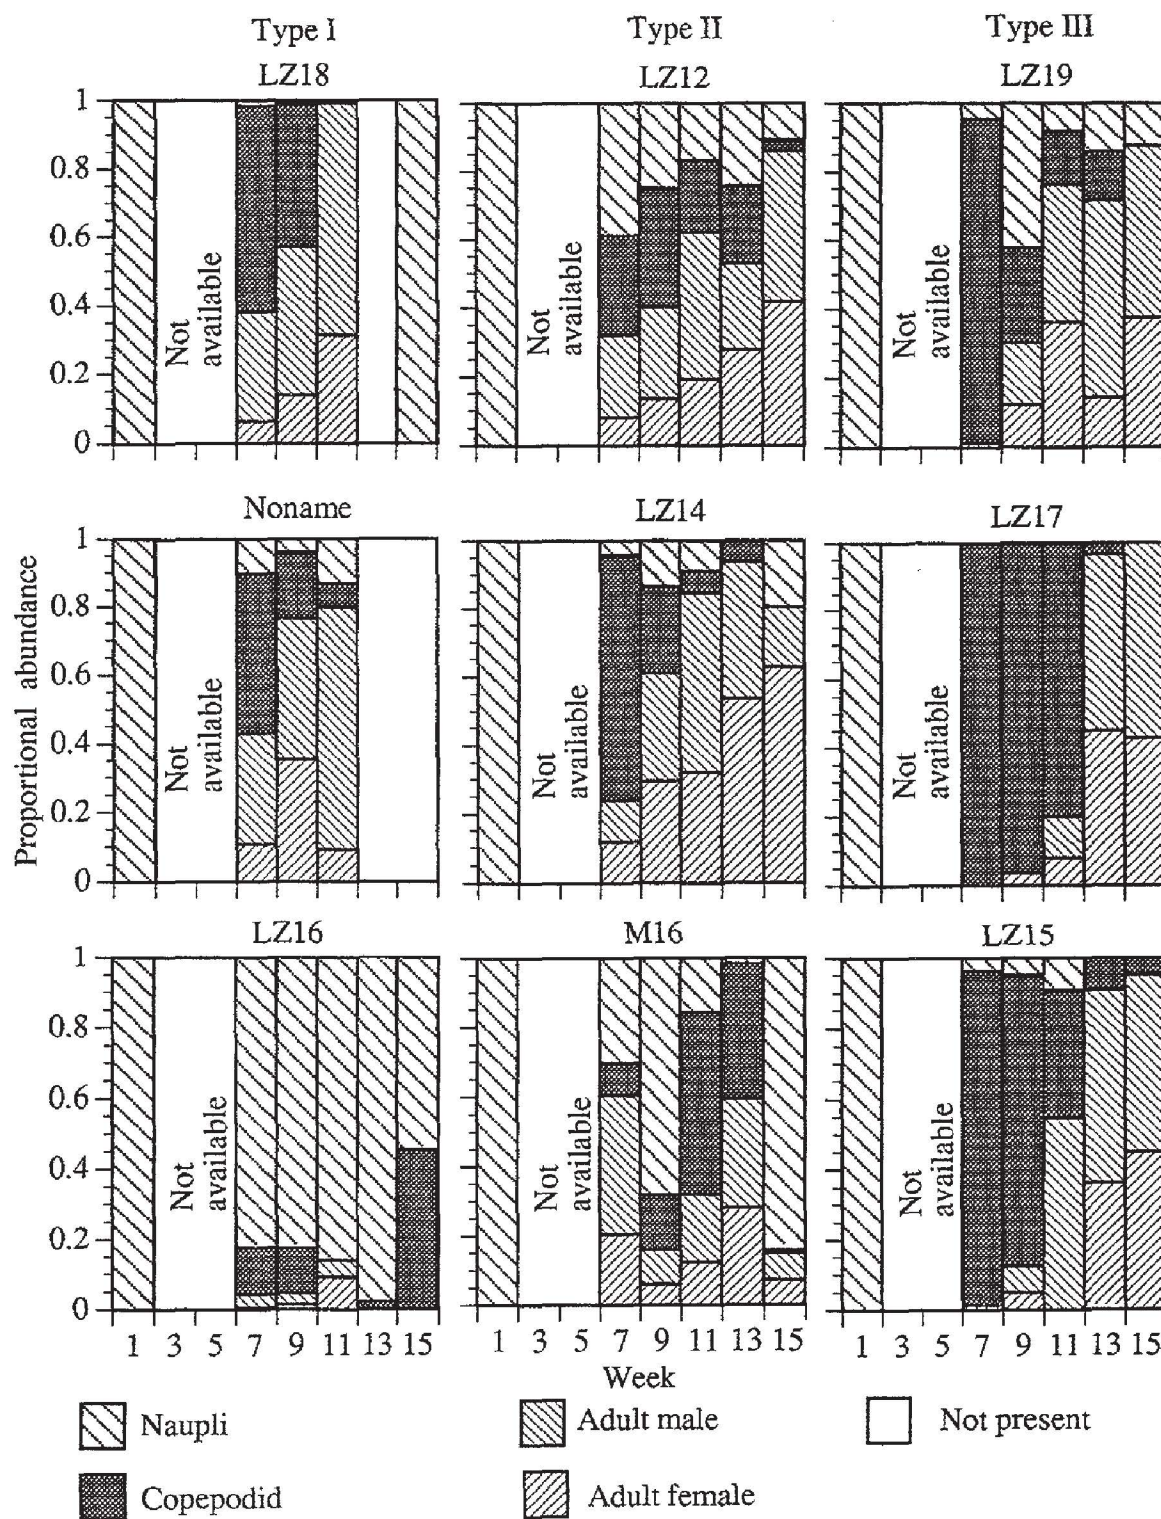 Type I Type II Type III
LZ18 LZ12 LZ19
1
0.8
0.6
0.4
0.2
0
Not available
Not available
Not available
Noname LZ14 LZ17
1
0.8
0.6
0.4
0.2
0
Not available
Not available
Not available
Proportional abundance
LZ16 M16 LZ15
1
0.8
0.6
0.4
0.2
0
Not available
Not available
Not available
1 3 5 7 9 11 13 15 1 3 5 7 9 11 13 15 1 3 5 7 9 11 13 15
Week
Naupli Adult male Not present
Copepodid Adult female